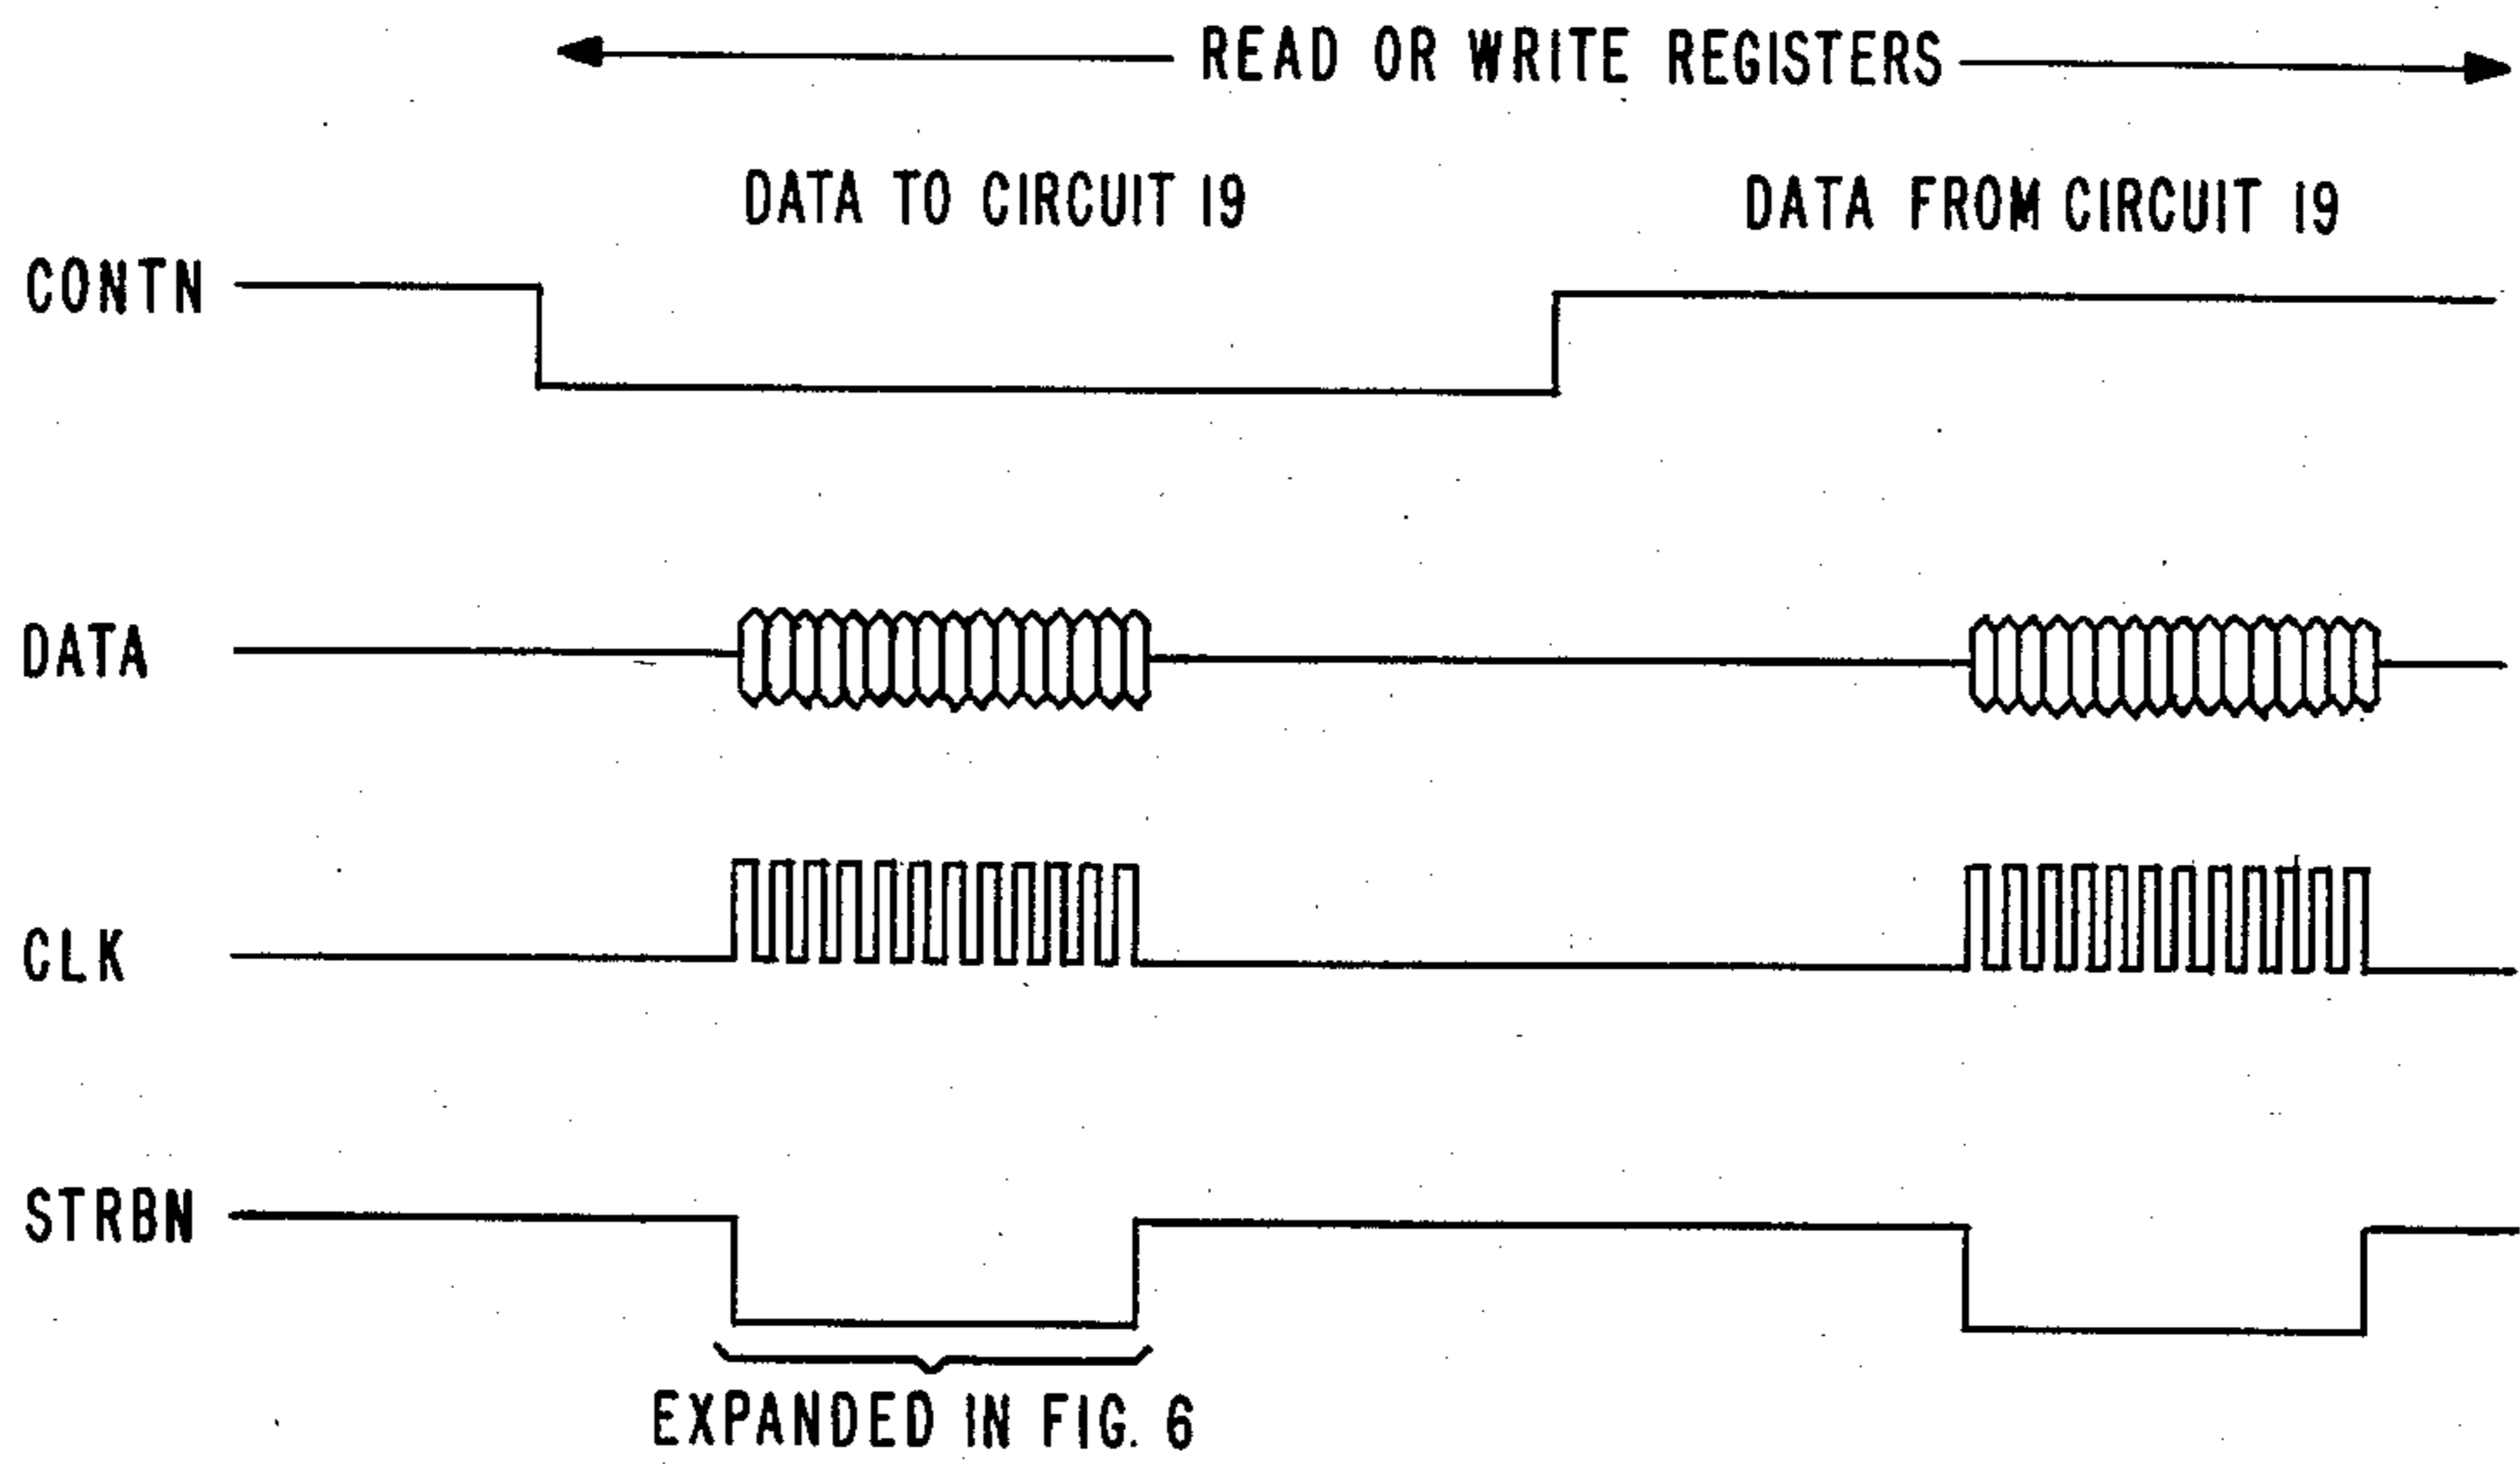 READ OR WRITE REGISTERS
DATA TO CIRCUIT 19
DATA FROM CIRCUIT 19
CONTN
DATA
CLK
STRBN
EXPANDED IN FIG. 6